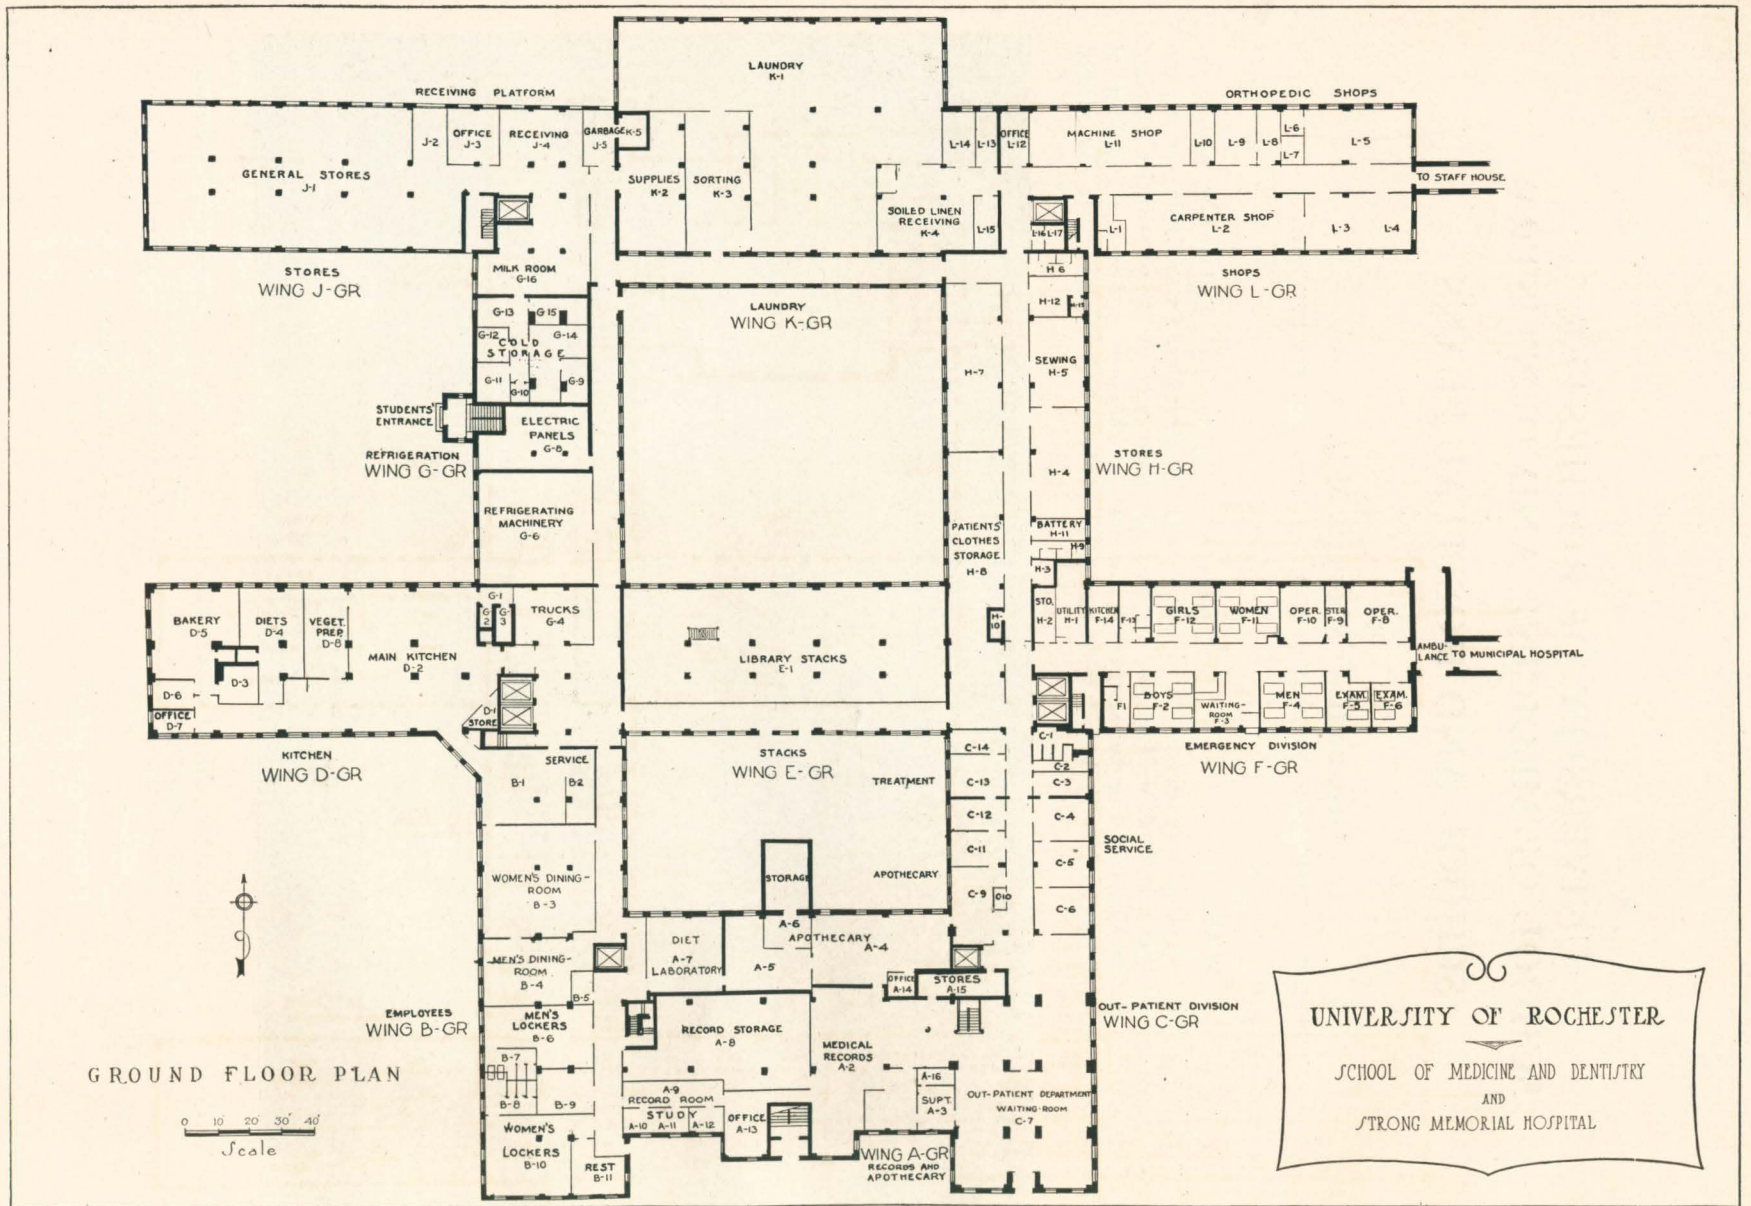 LAUNDRY
K-1
RECEIVING PLATFORM
ORTHOPEDIC SHOPS
J-2
OFFICE
J-3
RECEIVING
J-4
GARBAGE
J-5
K-5
GENERAL STORES
J-1
SUPPLIES
K-2
SORTING
K-3
SOILED LINEN
RECEIVING
K-4
L-14
L-13
OFFICE
L-12
MACHINE SHOP
L-11
L-10
L-9
L-8
L-6
L-7
L-5
TO STAFF HOUSE
L-15
L-16
L-17
L-1
CARPENTER SHOP
L-2
L-3
L-4
STORES
WING J-GR
MILK ROOM
G-16
LAUNDRY
WING K-GR
H 6
H-12
SHOPS
WING L-GR
G-13
G-15
G-12
G-14
COLD
STORAGE
G-11
G-10
G-9
H-7
SEWING
H-5
STUDENTS'
ENTRANCE
ELECTRIC
PANELS
G-8
REFRIGERATION
WING G-GR
STORES
WING H-GR
H-4
REFRIGERATING
MACHINERY
G-6
PATIENTS'
CLOTHES
STORAGE
H-8
BATTERY
H-11
H-9
H-3
BAKERY
D-5
DIETS
D-4
VEGET.
PREP.
D-8
MAIN KITCHEN
D-2
G-1
G-2
G-3
TRUCKS
G-4
LIBRARY STACKS
E-1
H-10
STO.
H-2
UTILITY
H-1
KITCHEN
F-14
F-13
GIRLS
F-12
WOMEN
F-11
OPER.
F-10
STER.
F-9
OPER.
F-8
AMBU-
LANCE
TO MUNICIPAL HOSPITAL
D-3
D-6
OFFICE
D-7
D-1
STORE
F1
BOYS
F-2
WAITING-
ROOM
F-3
MEN
F-4
EXAM.
F-5
EXAM.
F-6
KITCHEN
WING D-GR
SERVICE
B-1
B-2
STACKS
WING E-GR
TREATMENT
C-14
C-13
C-12
C-11
C-9
C-10
C-1
C-2
C-3
C-4
C-5
C-6
EMERGENCY DIVISION
WING F-GR
SOCIAL
SERVICE
APOTHECARY
STORAGE
WOMEN'S DINING-
ROOM
B-3
MEN'S DINING-
ROOM
B-4
B-5
DIET
A-7
LABORATORY
A-6
APOTHECARY
A-4
A-5
OFFICE
A-14
STORES
A-15
EMPLOYEES
WING B-GR
MEN'S
LOCKERS
B-6
B-7
B-8
B-9
RECORD STORAGE
A-8
MEDICAL
RECORDS
A-2
OUT-PATIENT DIVISION
WING C-GR
A-9
RECORD ROOM
STUDY
A-10
A-11
A-12
OFFICE
A-13
A-16
SUPT.
A-3
OUT-PATIENT DEPARTMENT
WAITING-ROOM
C-7
WOMEN'S
LOCKERS
B-10
REST
B-11
WING A-GR
RECORDS AND
APOTHECARY
GROUND FLOOR PLAN
0 10 20 30' 40'
Scale
UNIVERSITY OF ROCHESTER
SCHOOL OF MEDICINE AND DENTISTRY
AND
STRONG MEMORIAL HOSPITAL